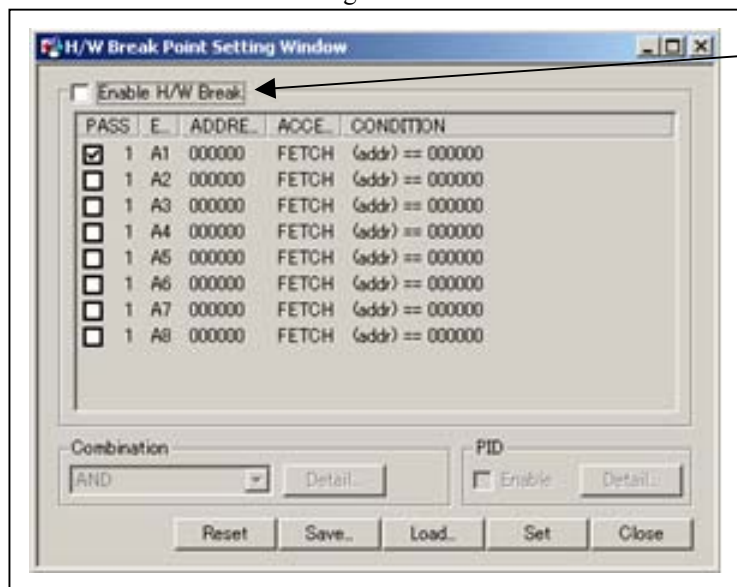 H/W Break Point Setting Window
Enable H/W Break
PASS E... ADDRE... ACCE... CONDITION
1 A1 000000 FETCH (addr) == 000000
1 A2 000000 FETCH (addr) == 000000
1 A3 000000 FETCH (addr) == 000000
1 A4 000000 FETCH (addr) == 000000
1 A5 000000 FETCH (addr) == 000000
1 A6 000000 FETCH (addr) == 000000
1 A7 000000 FETCH (addr) == 000000
1 A8 000000 FETCH (addr) == 000000
Combination PID
AND Detail... Enable Detail...
Reset Save... Load... Set Close